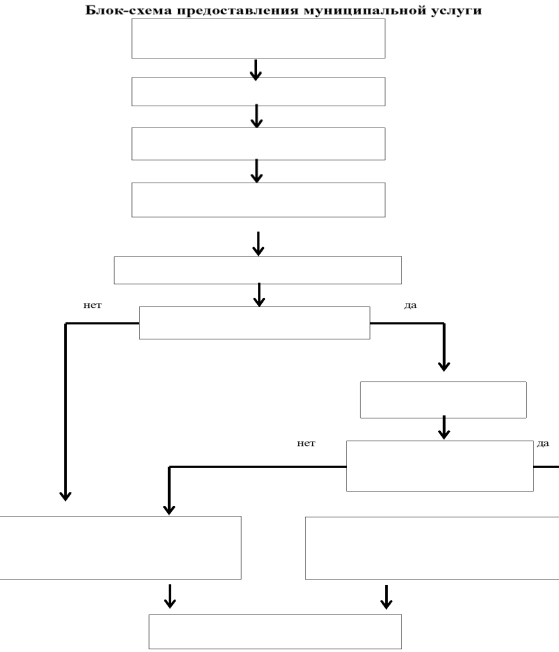 Блок-схема предоставления муниципальной услуги
нет
да
нет
да